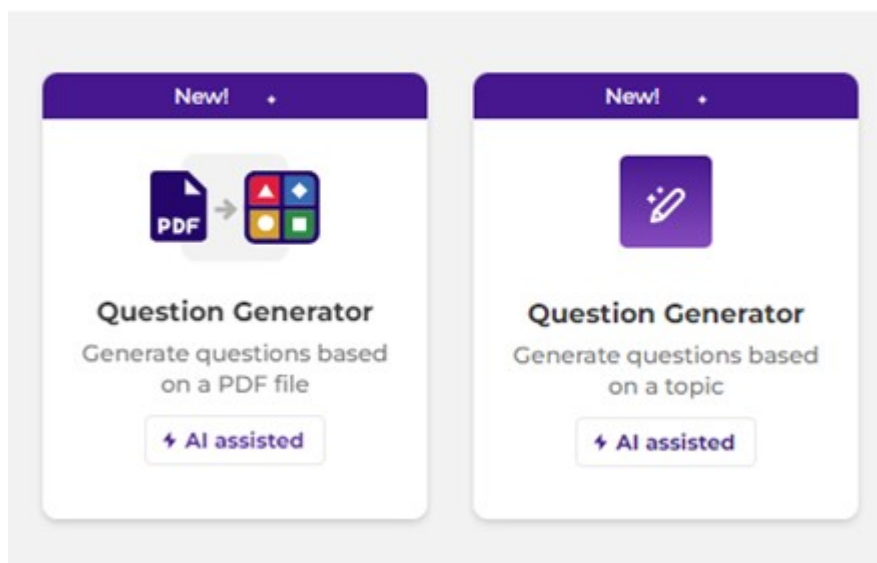 New!
PDF
Question Generator
Generate questions based
on a PDF file
AI assisted
New!
Question Generator
Generate questions based
on a topic
AI assisted